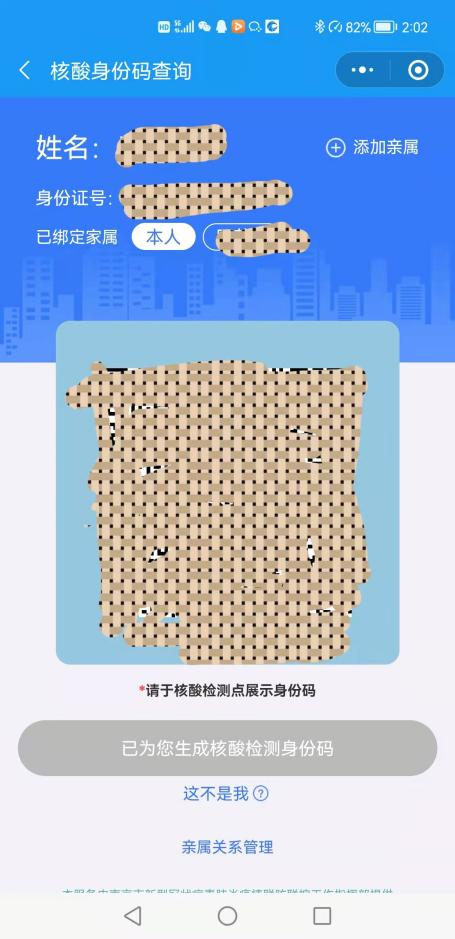 HD 5G 82% 2:02
核酸身份码查询
姓名：
添加亲属
身份证号：
已绑定家属 本人
*请于核酸检测点展示身份码
已为您生成核酸检测身份码
这不是我?
亲属关系管理